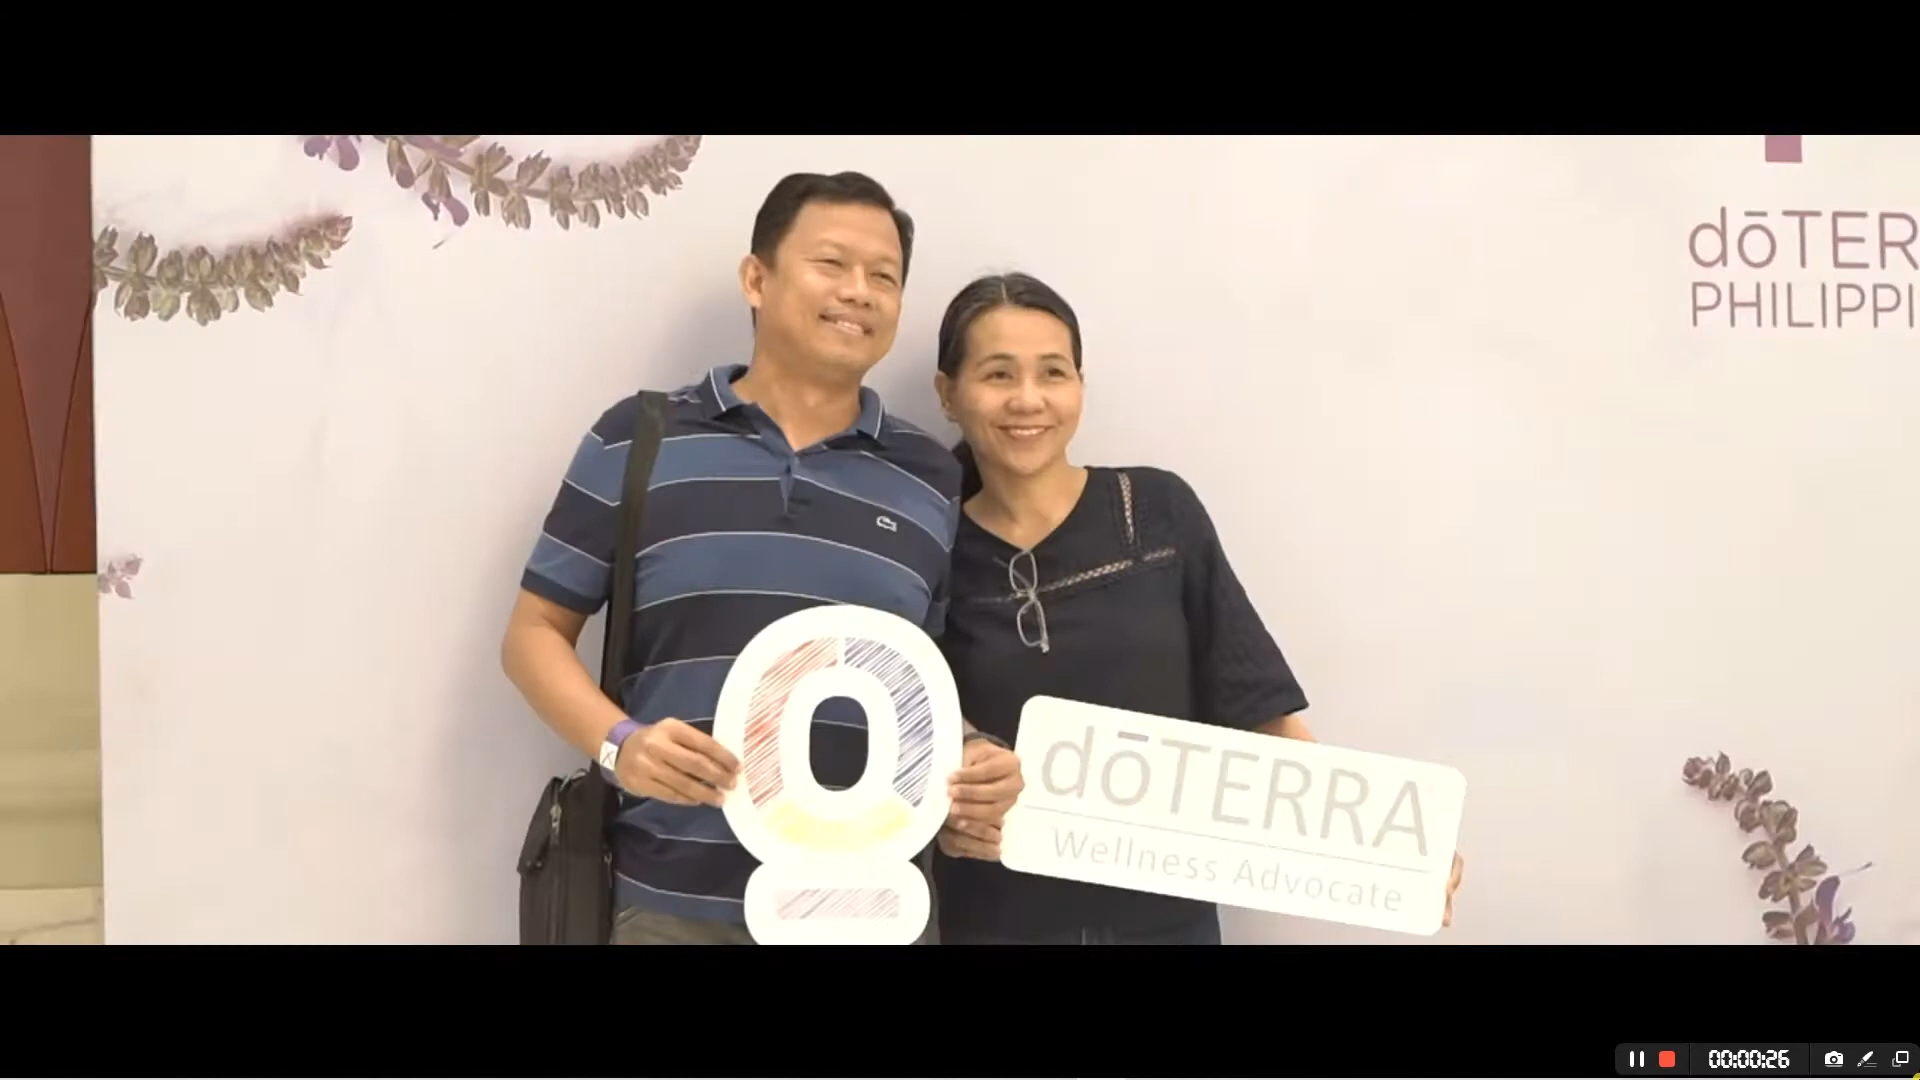 dōTER
PHILIPPI
dōTERRA
Wellness Advocate
00:00:26